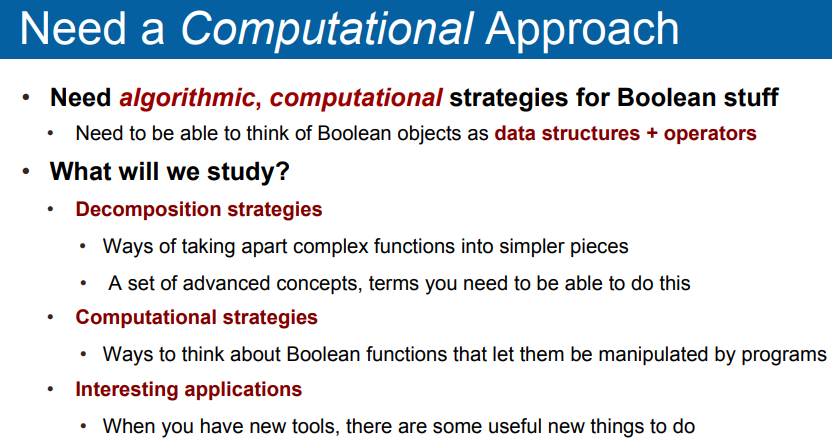 Need a Computational Approach
• Need algorithmic, computational strategies for Boolean stuff
• Need to be able to think of Boolean objects as data structures + operators
• What will we study?
• Decomposition strategies
• Ways of taking apart complex functions into simpler pieces
• A set of advanced concepts, terms you need to be able to do this
• Computational strategies
• Ways to think about Boolean functions that let them be manipulated by programs
• Interesting applications
• When you have new tools, there are some useful new things to do